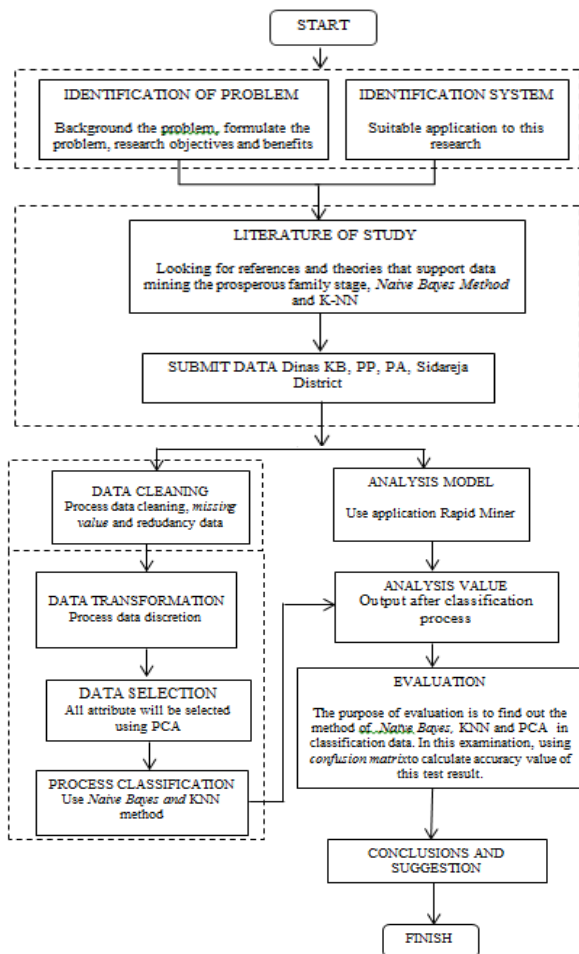 START
IDENTIFICATION OF PROBLEM
Background the problem, formulate the
problem, research objectives and benefits
IDENTIFICATION SYSTEM
Suitable application to this
research
LITERATURE OF STUDY
Looking for references and theories that support data
mining the prosperous family stage, Naive Bayes Method
and K-NN
SUBMIT DATA Dinas KB, PP, PA, Sidareja
District
DATA CLEANING
Process data cleaning, missing
value and redudancy data
ANALYSIS MODEL
Use application Rapid Miner
DATA TRANSFORMATION
Process data discretion
ANALYSIS VALUE
Output after classification
process
DATA SELECTION
All attribute will be selected
using PCA
EVALUATION
The purpose of evaluation is to find out the
method of Naive Bayes, KNN and PCA in
classification data. In this examination, using
confusion matrixto calculate accuracy value of
this test result.
PROCESS CLASSIFICATION
Use Naive Bayes and KNN
method
CONCLUSIONS AND
SUGGESTION
FINISH